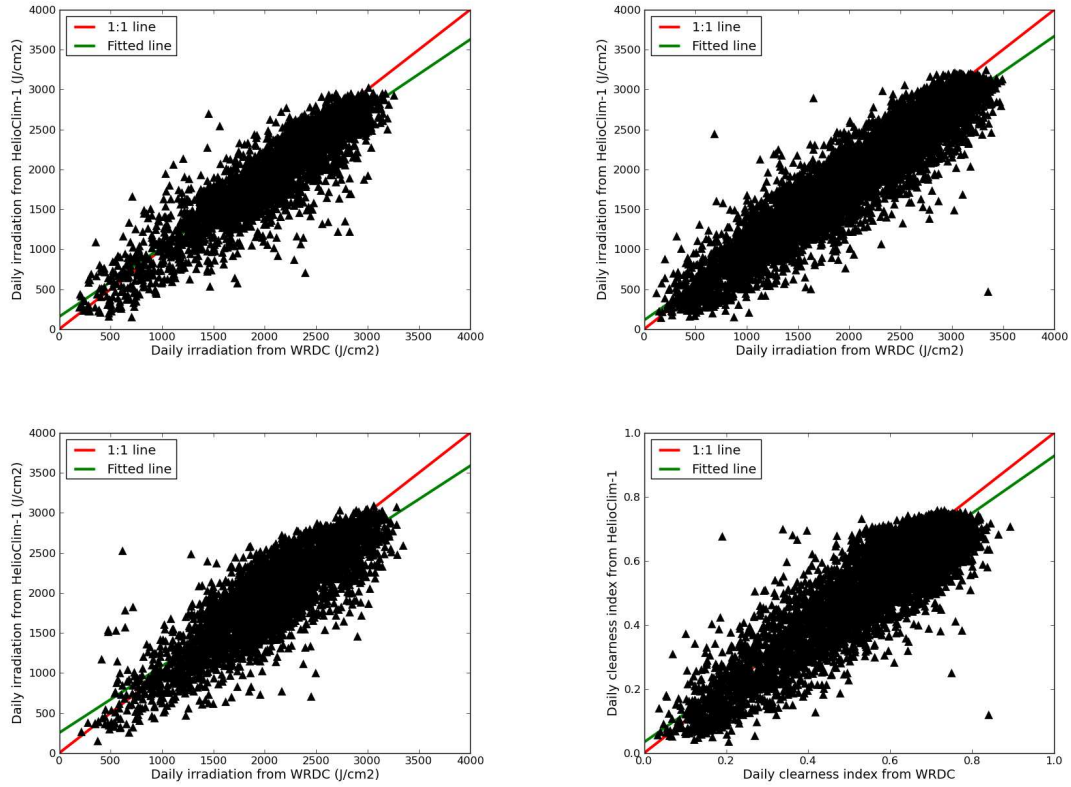 4000
3500
3000
2500
2000
1500
1000
500
0
Daily irradiation from HelioClim-1 (J/cm2)
1:1 line
Fitted line
0 500 1000 1500 2000 2500 3000 3500 4000
Daily irradiation from WRDC (J/cm2)
4000
3500
3000
2500
2000
1500
1000
500
0
Daily irradiation from HelioClim-1 (J/cm2)
1:1 line
Fitted line
0 500 1000 1500 2000 2500 3000 3500 4000
Daily irradiation from WRDC (J/cm2)
4000
3500
3000
2500
2000
1500
1000
500
0
Daily irradiation from HelioClim-1 (J/cm2)
1:1 line
Fitted line
0 500 1000 1500 2000 2500 3000 3500 4000
Daily irradiation from WRDC (J/cm2)
1.0
0.8
0.6
0.4
0.2
0.0
Daily clearness index from HelioClim-1
1:1 line
Fitted line
0.0 0.2 0.4 0.6 0.8 1.0
Daily clearness index from WRDC